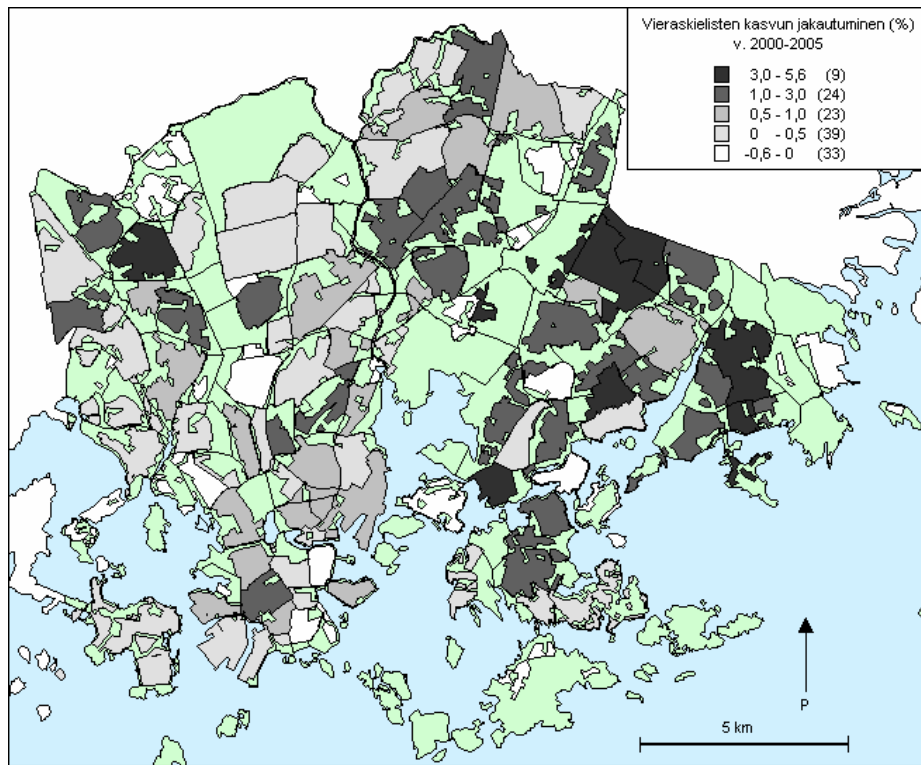 Vieraskielisten kasvun jakautuminen (%)
v. 2000-2005
3,0 - 5,6 (9)
1,0 - 3,0 (24)
0,5 - 1,0 (23)
0 - 0,5 (39)
-0,6 - 0 (33)
P
5 km